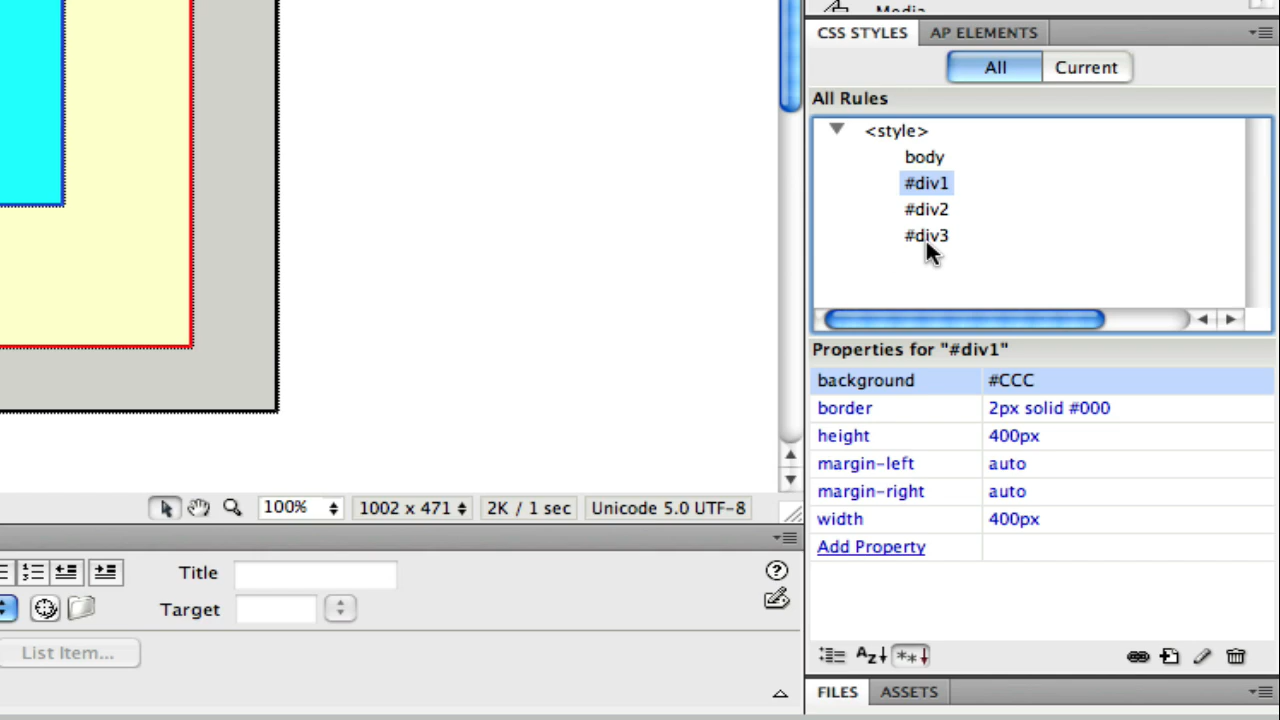 Media
CSS STYLES AP ELEMENTS
All Current
All Rules
<style>
body
#div1
#div2
#div3
Properties for "#div1"
background #CCC
border 2px solid #000
height 400px
margin-left auto
margin-right auto
width 400px
Add Property
100% 1002 x 471 2K / 1 sec Unicode 5.0 UTF-8
Title
Target
List Item...
FILES ASSETS